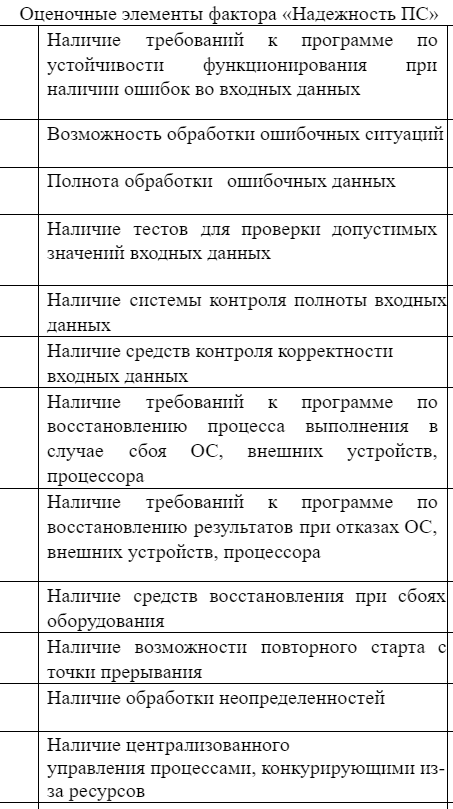 Оценочные элементы фактора «Надежность ПС»
Наличие требований к программе по
устойчивости функционирования при
наличии ошибок во входных данных
Возможность обработки ошибочных ситуаций
Полнота обработки ошибочных данных
Наличие тестов для проверки допустимых
значений входных данных
Наличие системы контроля полноты входных
данных
Наличие средств контроля корректности
входных данных
Наличие требований к программе по
восстановлению процесса выполнения в
случае сбоя ОС, внешних устройств,
процессора
Наличие требований к программе по
восстановлению результатов при отказах ОС,
внешних устройств, процессора
Наличие средств восстановления при сбоях
оборудования
Наличие возможности повторного старта с
точки прерывания
Наличие обработки неопределенностей
Наличие централизованного
управления процессами, конкурирующими из-
за ресурсов